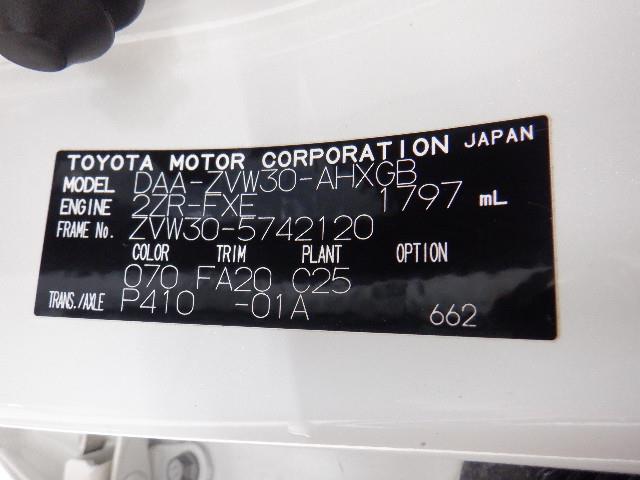 TOYOTA MOTOR CORPORATION JAPAN
MODEL DAA-ZVW30-AHXGB
ENGINE 2ZR-FXE 1797 mL
FRAME No. ZVW30-5742120
COLOR TRIM PLANT OPTION
070 FA20 C25
TRANS./AXLE P410 -01A 662